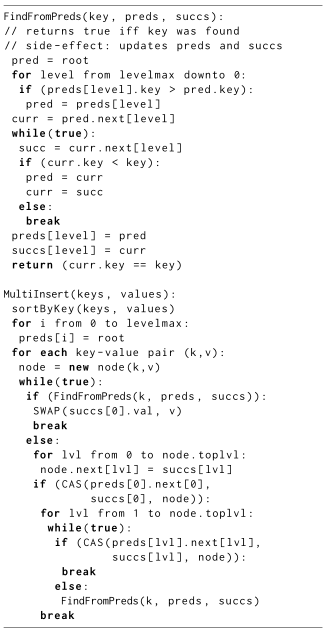 FindFromPreds(key, preds, succs):
// returns true iff key was found
// side-effect: updates preds and succs
pred = root
for level from levelmax downto 0:
if (preds[level].key > pred.key):
pred = preds[level]
curr = pred.next[level]
while(true):
succ = curr.next[level]
if (curr.key < key):
pred = curr
curr = succ
else:
break
preds[level] = pred
succs[level] = curr
return (curr.key == key)

MultiInsert(keys, values):
sortByKey(keys, values)
for i from 0 to levelmax:
preds[i] = root
for each key-value pair (k,v):
node = new node(k,v)
while(true):
if (FindFromPreds(k, preds, succs)):
SWAP(succs[0].val, v)
break
else:
for lvl from 0 to node.toplvl:
node.next[lvl] = succs[lvl]
if (CAS(preds[0].next[0],
succs[0], node)):
for lvl from 1 to node.toplvl:
while(true):
if (CAS(preds[lvl].next[lvl],
succs[lvl], node)):
break
else:
FindFromPreds(k, preds, succs)
break